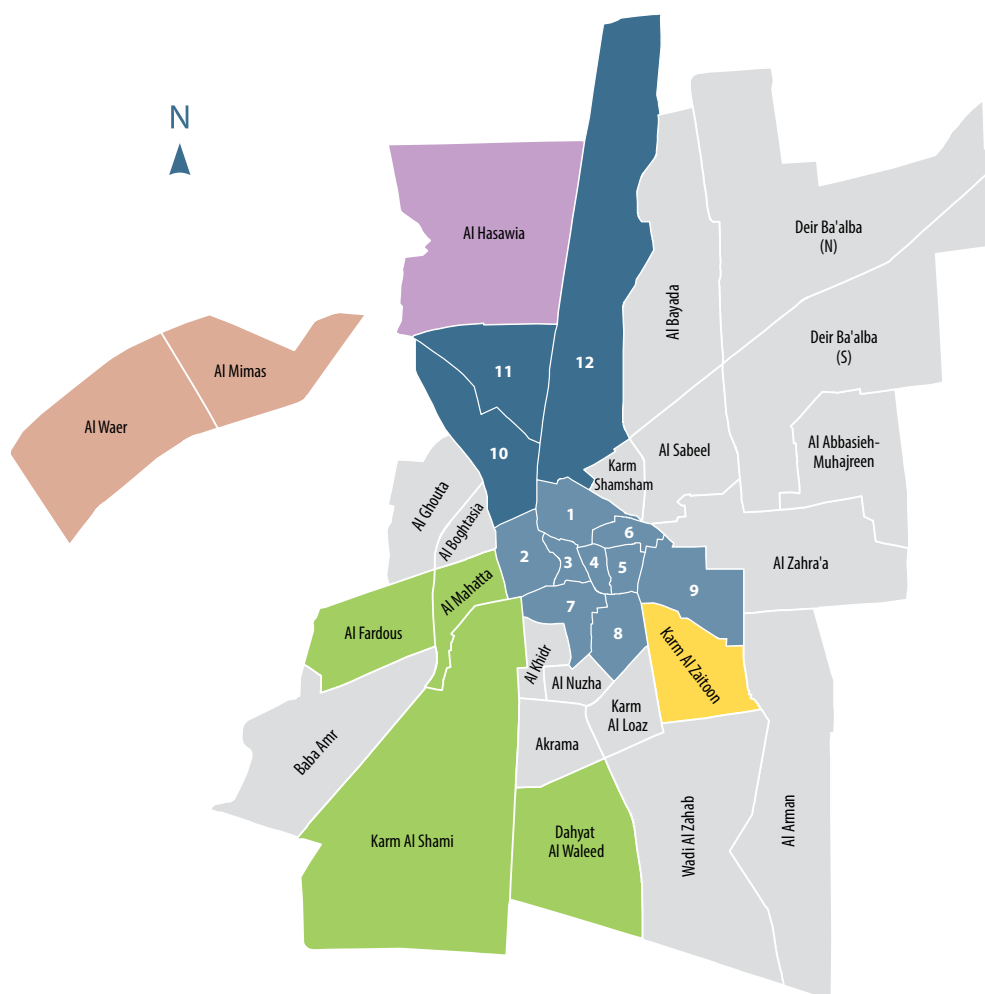 N
Al Hasawia
Deir Ba'alba
(N)
Al Bayada
Deir Ba'alba
(S)
12
11
Al Mimas
Al Waer
Al Abbasieh-
Muhajreen
Al Sabeel
10
Karm
Shamsham
Al Ghouta
Al Boghtasia
1
6
2
3
4
5
Al Zahra'a
9
Al Mahatta
7
Al Fardous
8
Al Khidr
Karm Al Zaitoon
Al Nuzha
Karm
Al Loaz
Baba Amr
Akrama
Karm Al Shami
Dahyat
Al Waleed
Wadi Al Zahab
Al Arman